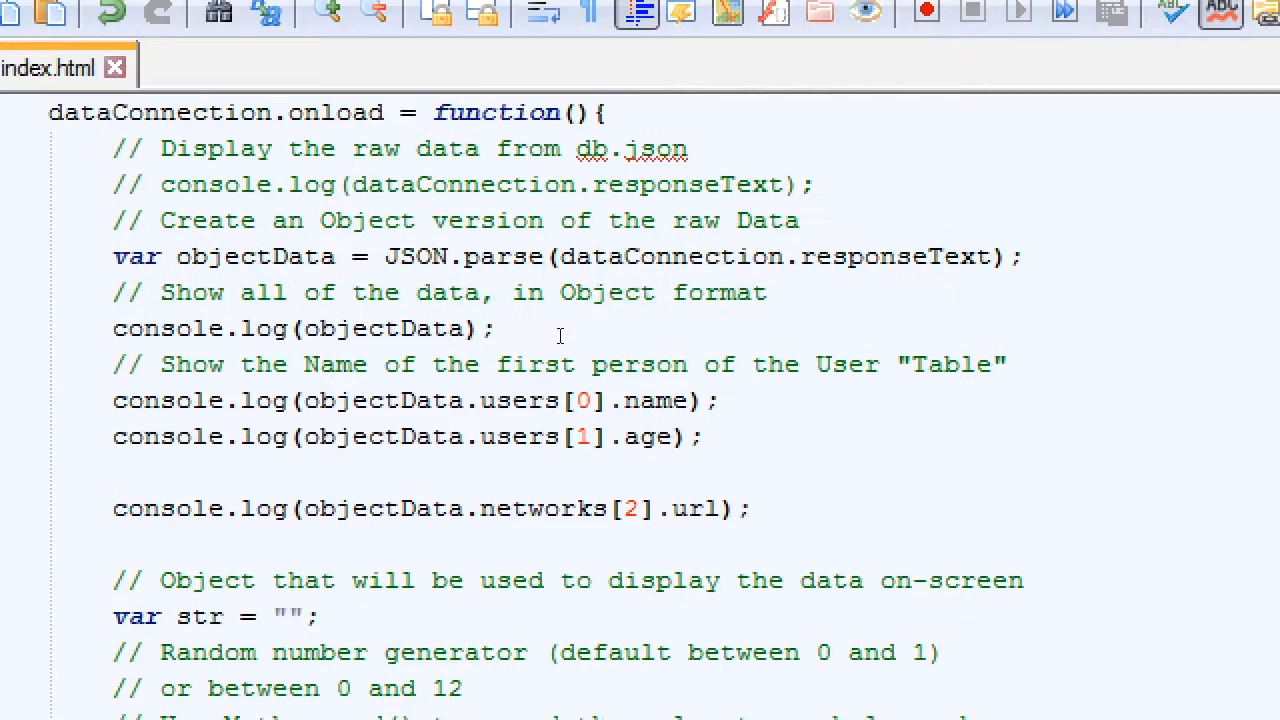 index.html
dataConnection.onload = function(){
// Display the raw data from db.json
// console.log(dataConnection.responseText);
// Create an Object version of the raw Data
var objectData = JSON.parse(dataConnection.responseText);
// Show all of the data, in Object format
console.log(objectData);
// Show the Name of the first person of the User "Table"
console.log(objectData.users[0].name);
console.log(objectData.users[1].age);
console.log(objectData.networks[2].url);
// Object that will be used to display the data on-screen
var str = "";
// Random number generator (default between 0 and 1)
// or between 0 and 12